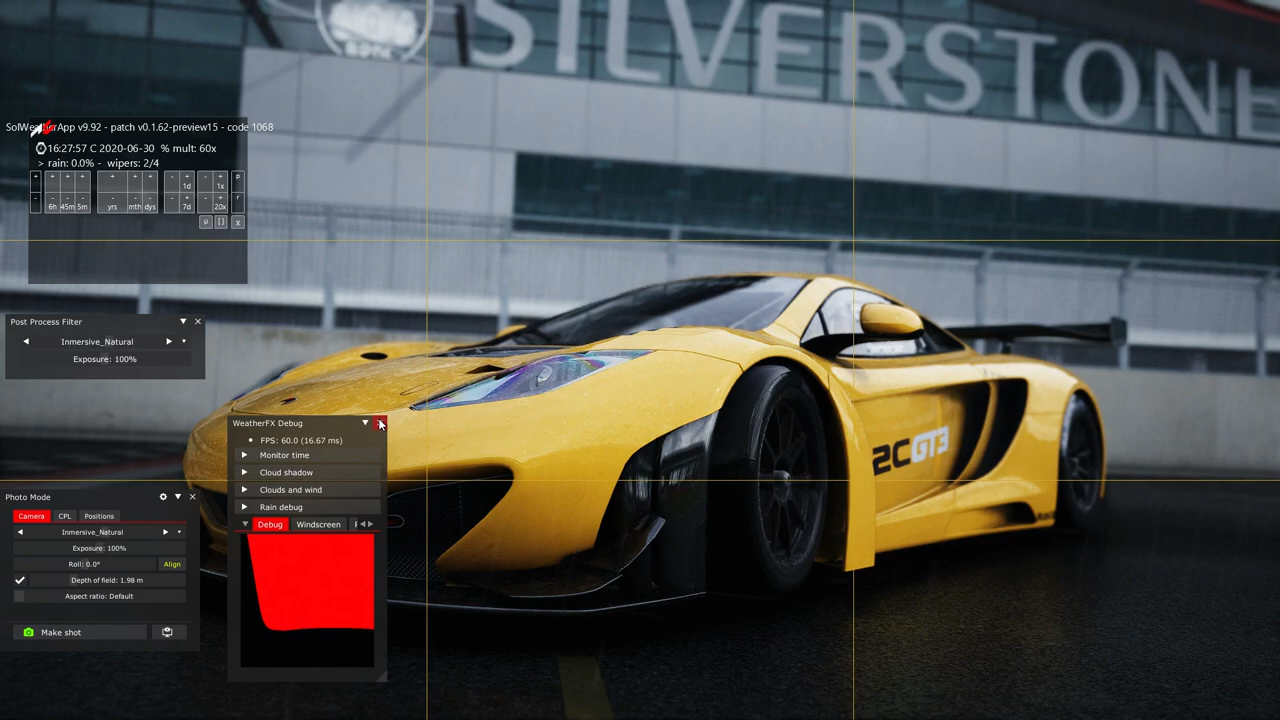 SILVERSTONE
SolWeatherApp v9.92 - patch v0.1.62-preview15 - code 1068
16:27:57 C 2020-06-30 % mult: 60x
> rain: 0.0% - wipers: 2/4
+ + + + + + + - + - + P
1d 1x
- - - - - - - - + - + r
6h 45m 5m yrs mth dys 7d 20x
µ [] x
Post Process Filter
Inmersive_Natural
Exposure: 100%
2CGT3
WeatherFX Debug
FPS: 60.0 (16.67 ms)
Monitor time
Cloud shadow
Clouds and wind
Rain debug
Debug Windscreen
Photo Mode
Camera CPL Positions
Inmersive_Natural
Exposure: 100%
Roll: 0.0° Align
Depth of field: 1.98 m
Aspect ratio: Default
Make shot